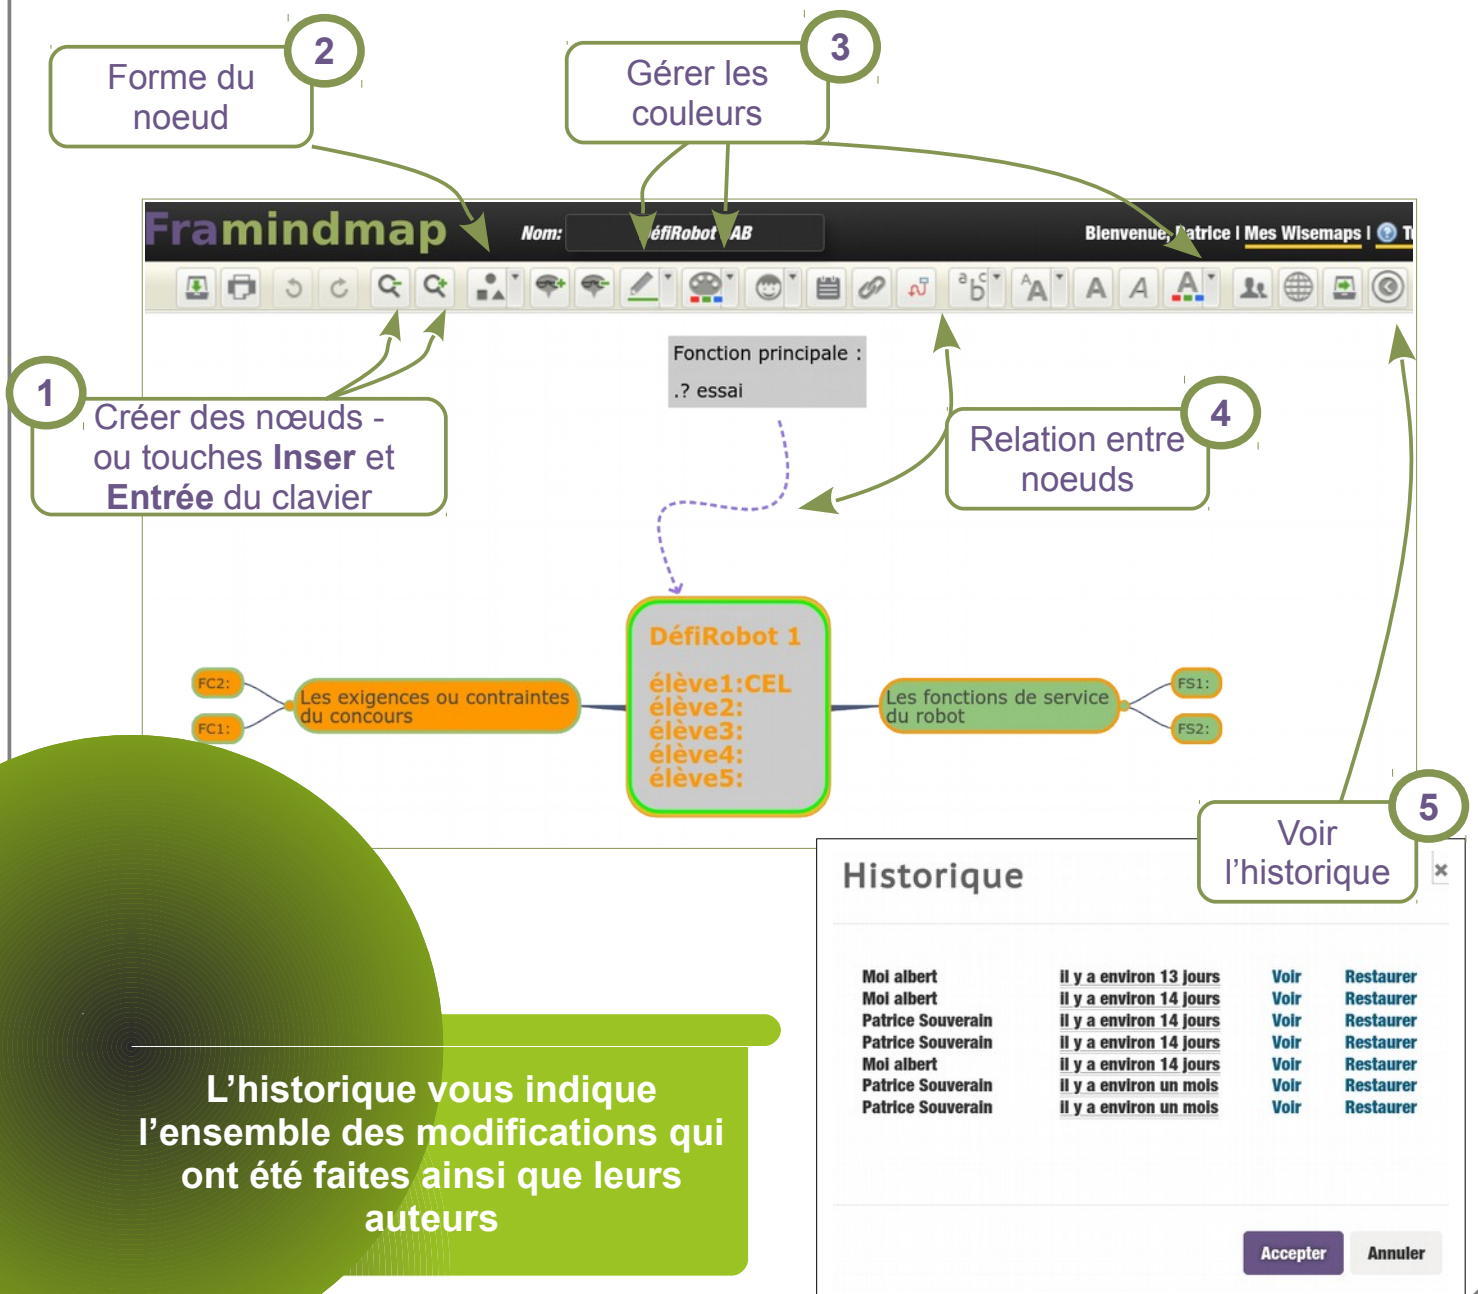 2
Forme du
noeud
3
Gérer les
couleurs
Framindmap
Nom:
Bienvenue, Patrice | Mes Wisemaps |
Fonction principale :
.? essai
1
Créer des nœuds -
ou touches Inser et
Entrée du clavier
4
Relation entre
noeuds
DéfiRobot 1
élève1:CEL
élève2:
élève3:
élève4:
élève5:
FC2:
FC1:
Les exigences ou contraintes
du concours
Les fonctions de service
du robot
FS1:
FS2:
5
Voir
l'historique
Historique
Moi albert il y a environ 13 jours Voir Restaurer
Moi albert il y a environ 14 jours Voir Restaurer
Patrice Souverain il y a environ 14 jours Voir Restaurer
Patrice Souverain il y a environ 14 jours Voir Restaurer
Moi albert il y a environ 14 jours Voir Restaurer
Patrice Souverain il y a environ un mois Voir Restaurer
Patrice Souverain il y a environ un mois Voir Restaurer
Accepter Annuler
L'historique vous indique
l'ensemble des modifications qui
ont été faites ainsi que leurs
auteurs